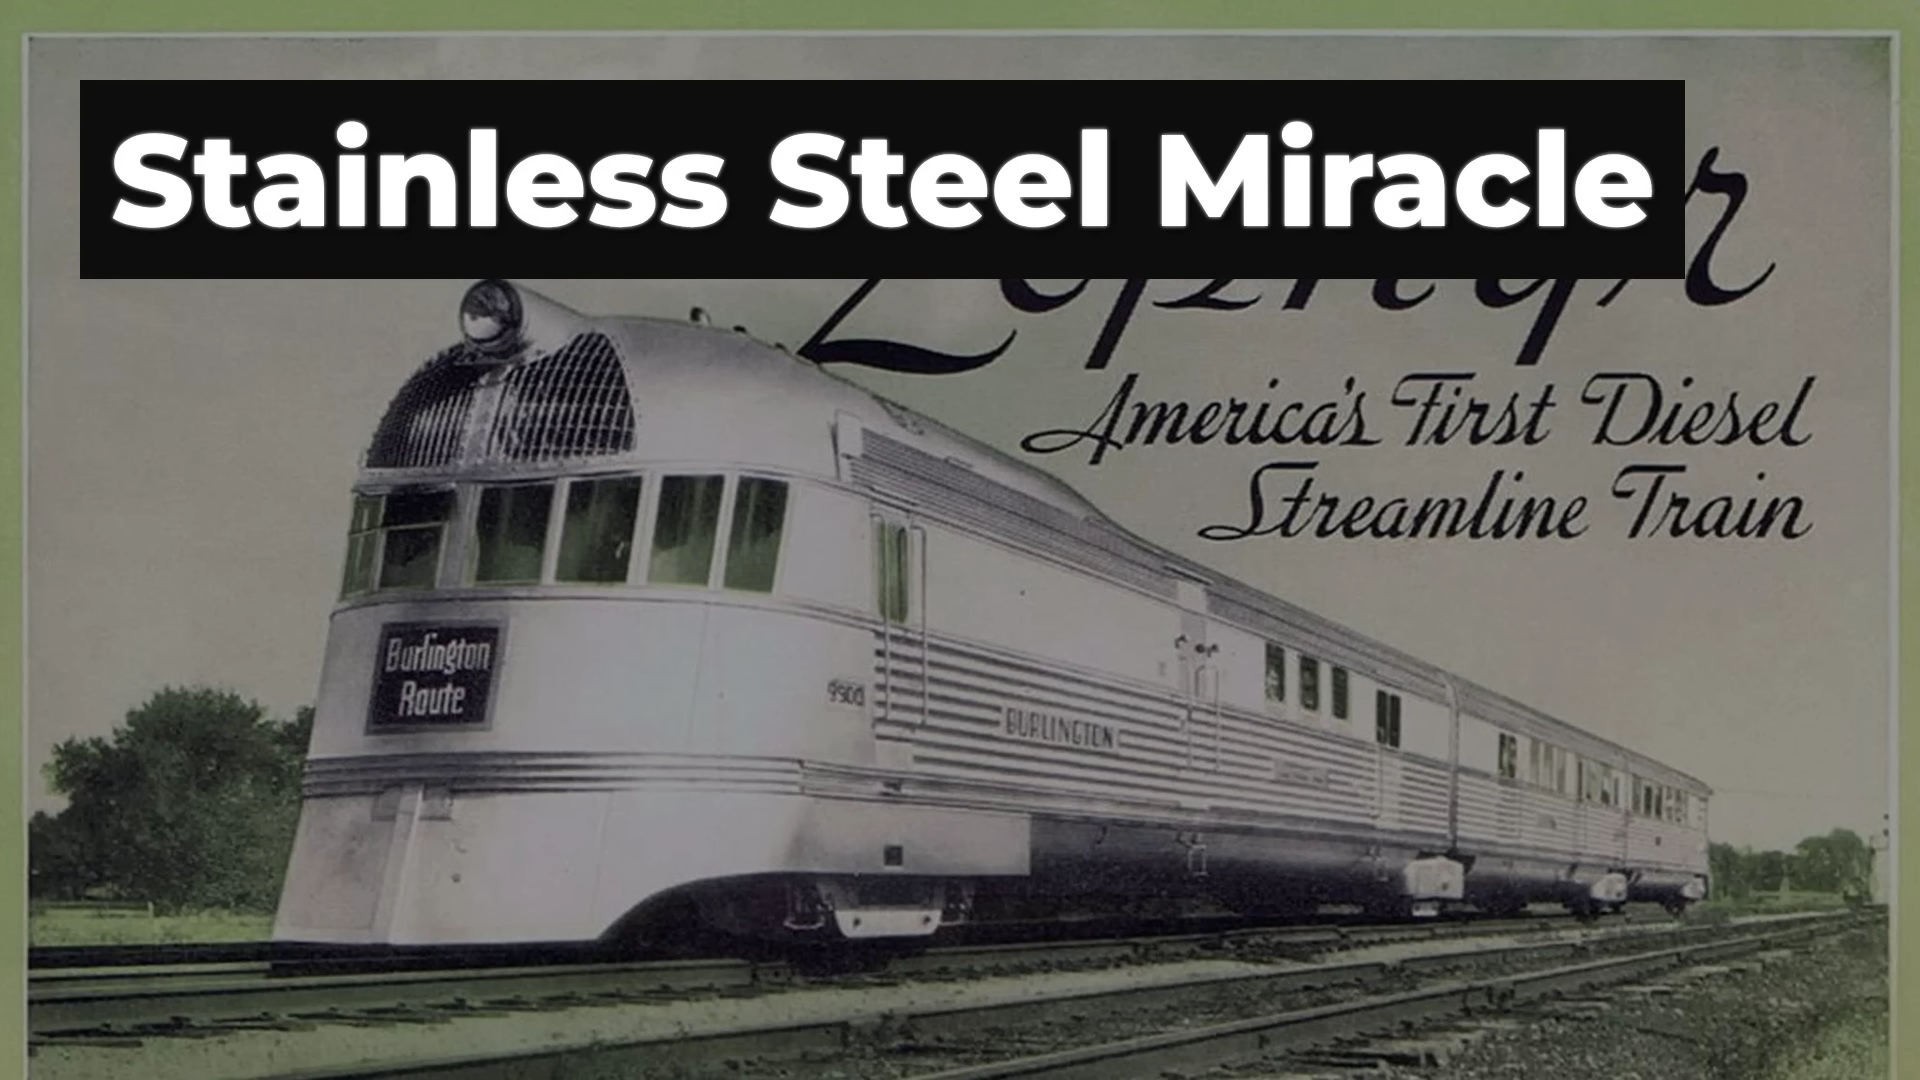 Stainless Steel Miracle
America's First Diesel
Streamline Train
Burlington
Route
9900
BURLINGTON